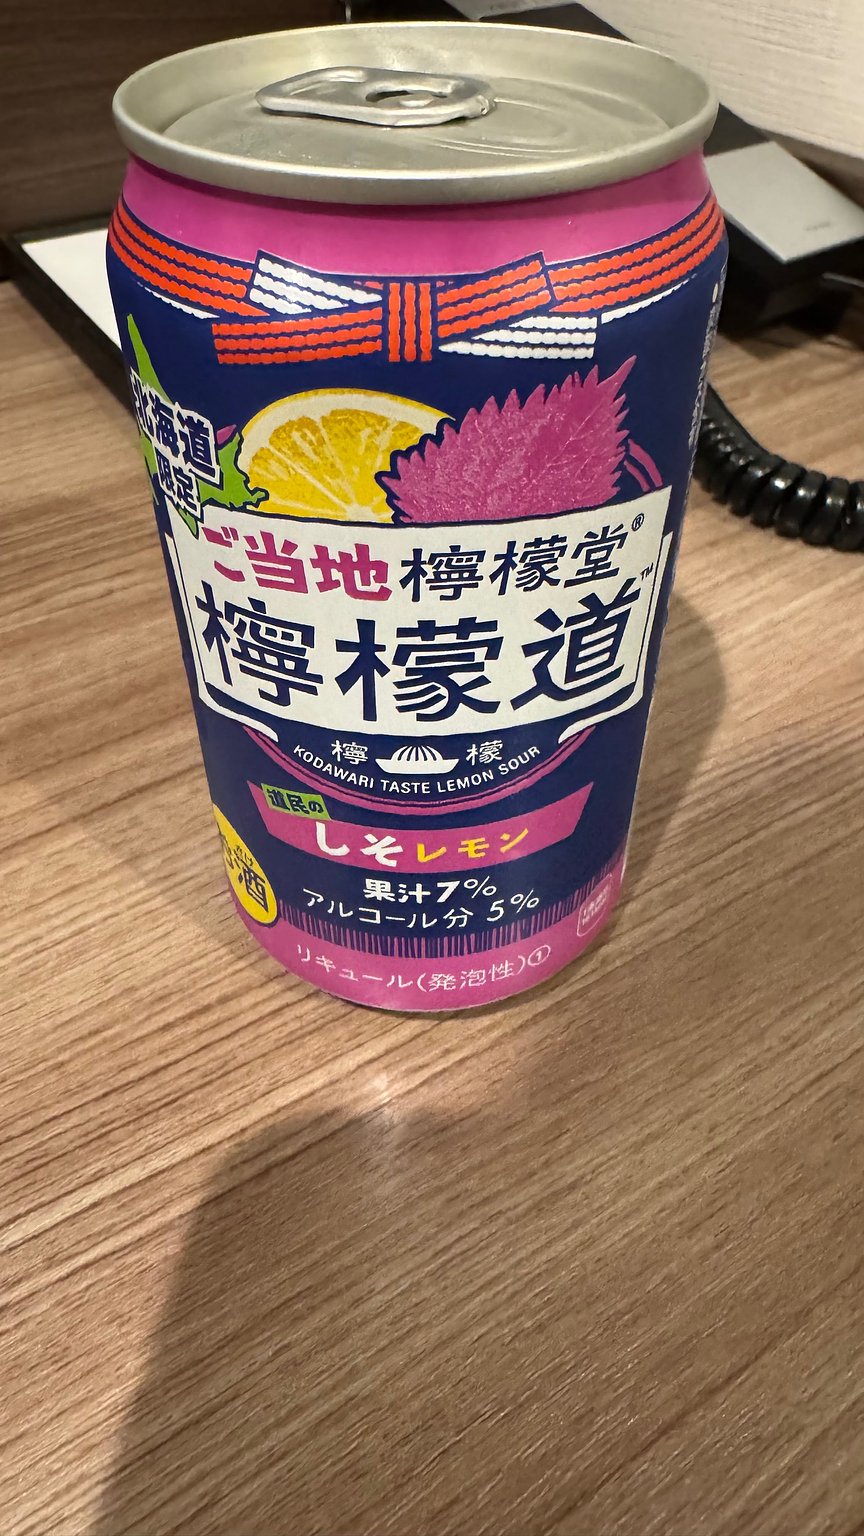 北海道
限定
ご当地檸檬堂®
檸檬道™
檸 檬
KODAWARI TASTE LEMON SOUR
道民の
しそレモン
果汁7%
アルコール分 5%
お酒
リキュール(発泡性)①